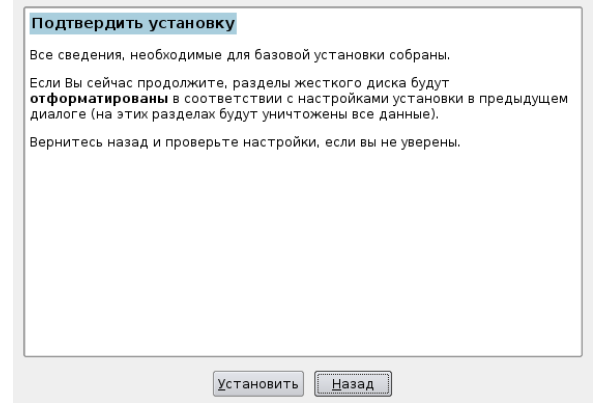 Подтвердить установку
Все сведения, необходимые для базовой установки собраны.
Если Вы сейчас продолжите, разделы жесткого диска будут
отформатированы в соответствии с настройками установки в предыдущем
диалоге (на этих разделах будут уничтожены все данные).
Вернитесь назад и проверьте настройки, если вы не уверены.
Установить Назад